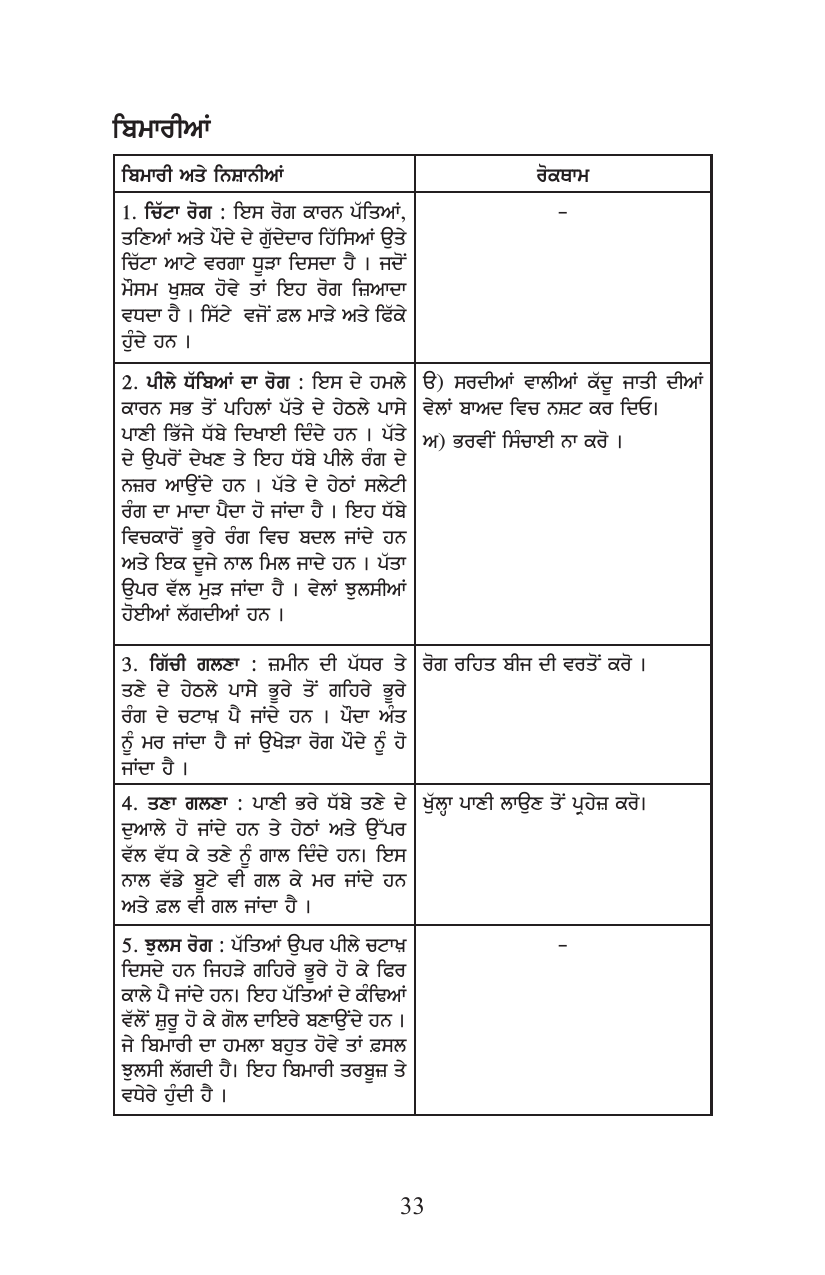 ਬਿਮਾਰੀਆਂ
ਬਿਮਾਰੀ ਅਤੇ ਨਿਸ਼ਾਨੀਆਂ
ਰੋਕਥਾਮ
1. ਚਿੱਟਾ ਰੋਗ : ਇਸ ਰੋਗ ਕਾਰਨ ਪੱਤਿਆਂ,
ਤਣਿਆਂ ਅਤੇ ਪੌਦੇ ਦੇ ਗੁੱਦੇਦਾਰ ਹਿੱਸਿਆਂ ਉਤੇ
ਚਿੱਟਾ ਆਟੇ ਵਰਗਾ ਧੂੜਾ ਦਿਸਦਾ ਹੈ । ਜਦੋਂ
ਮੌਸਮ ਖੁਸ਼ਕ ਹੋਵੇ ਤਾਂ ਇਹ ਰੋਗ ਜ਼ਿਆਦਾ
ਵਧਦਾ ਹੈ । ਸਿੱਟੇ ਵਜੋਂ ਫ਼ਲ ਮਾੜੇ ਅਤੇ ਫਿੱਕੇ
ਹੁੰਦੇ ਹਨ ।
–
2. ਪੀਲੇ ਧੱਬਿਆਂ ਦਾ ਰੋਗ : ਇਸ ਦੇ ਹਮਲੇ
ਕਾਰਨ ਸਭ ਤੋਂ ਪਹਿਲਾਂ ਪੱਤੇ ਦੇ ਹੇਠਲੇ ਪਾਸੇ
ਪਾਣੀ ਭਿੱਜੇ ਧੱਬੇ ਦਿਖਾਈ ਦਿੰਦੇ ਹਨ । ਪੱਤੇ
ਦੇ ਉਪਰੋਂ ਦੇਖਣ ਤੇ ਇਹ ਧੱਬੇ ਪੀਲੇ ਰੰਗ ਦੇ
ਨਜ਼ਰ ਆਉਂਦੇ ਹਨ । ਪੱਤੇ ਦੇ ਹੇਠਾਂ ਸਲੇਟੀ
ਰੰਗ ਦਾ ਮਾਦਾ ਪੈਦਾ ਹੋ ਜਾਂਦਾ ਹੈ । ਇਹ ਧੱਬੇ
ਵਿਚਕਾਰੋਂ ਭੂਰੇ ਰੰਗ ਵਿਚ ਬਦਲ ਜਾਂਦੇ ਹਨ
ਅਤੇ ਇਕ ਦੂਜੇ ਨਾਲ ਮਿਲ ਜਾਦੇ ਹਨ । ਪੱਤਾ
ਉਪਰ ਵੱਲ ਮੁੜ ਜਾਂਦਾ ਹੈ । ਵੇਲਾਂ ਝੁਲਸੀਆਂ
ਹੋਈਆਂ ਲੱਗਦੀਆਂ ਹਨ ।
ੳ) ਸਰਦੀਆਂ ਵਾਲੀਆਂ ਕੱਦੂ ਜਾਤੀ ਦੀਆਂ
ਵੇਲਾਂ ਬਾਅਦ ਵਿਚ ਨਸ਼ਟ ਕਰ ਦਿਓ।
ਅ) ਭਰਵੀਂ ਸਿੰਚਾਈ ਨਾ ਕਰੋ ।
3. ਗਿੱਚੀ ਗਲਣਾ : ਜ਼ਮੀਨ ਦੀ ਪੱਧਰ ਤੇ
ਤਣੇ ਦੇ ਹੇਠਲੇ ਪਾਸੇ ਭੂਰੇ ਤੋਂ ਗਹਿਰੇ ਭੂਰੇ
ਰੰਗ ਦੇ ਚਟਾਖ਼ ਪੈ ਜਾਂਦੇ ਹਨ । ਪੌਦਾ ਅੰਤ
ਨੂੰ ਮਰ ਜਾਂਦਾ ਹੈ ਜਾਂ ਉਖੇੜਾ ਰੋਗ ਪੌਦੇ ਨੂੰ ਹੋ
ਜਾਂਦਾ ਹੈ ।
ਰੋਗ ਰਹਿਤ ਬੀਜ ਦੀ ਵਰਤੋਂ ਕਰੋ ।
4. ਤਣਾ ਗਲਣਾ : ਪਾਣੀ ਭਰੇ ਧੱਬੇ ਤਣੇ ਦੇ
ਦੁਆਲੇ ਹੋ ਜਾਂਦੇ ਹਨ ਤੇ ਹੇਠਾਂ ਅਤੇ ਉੱਪਰ
ਵੱਲ ਵੱਧ ਕੇ ਤਣੇ ਨੂੰ ਗਾਲ ਦਿੰਦੇ ਹਨ। ਇਸ
ਨਾਲ ਵੱਡੇ ਬੂਟੇ ਵੀ ਗਲ ਕੇ ਮਰ ਜਾਂਦੇ ਹਨ
ਅਤੇ ਫ਼ਲ ਵੀ ਗਲ ਜਾਂਦਾ ਹੈ ।
ਖੁੱਲ੍ਹਾ ਪਾਣੀ ਲਾਉਣ ਤੋਂ ਪ੍ਰਹੇਜ਼ ਕਰੋ।
5. ਝੁਲਸ ਰੋਗ : ਪੱਤਿਆਂ ਉਪਰ ਪੀਲੇ ਚਟਾਖ਼
ਦਿਸਦੇ ਹਨ ਜਿਹੜੇ ਗਹਿਰੇ ਭੂਰੇ ਹੋ ਕੇ ਫਿਰ
ਕਾਲੇ ਪੈ ਜਾਂਦੇ ਹਨ। ਇਹ ਪੱਤਿਆਂ ਦੇ ਕੰਢਿਆਂ
ਵੱਲੋਂ ਸ਼ੁਰੂ ਹੋ ਕੇ ਗੋਲ ਦਾਇਰੇ ਬਣਾਉਂਦੇ ਹਨ ।
ਜੇ ਬਿਮਾਰੀ ਦਾ ਹਮਲਾ ਬਹੁਤ ਹੋਵੇ ਤਾਂ ਫ਼ਸਲ
ਝੁਲਸੀ ਲੱਗਦੀ ਹੈ। ਇਹ ਬਿਮਾਰੀ ਤਰਬੂਜ਼ ਤੇ
ਵਧੇਰੇ ਹੁੰਦੀ ਹੈ ।
–
33